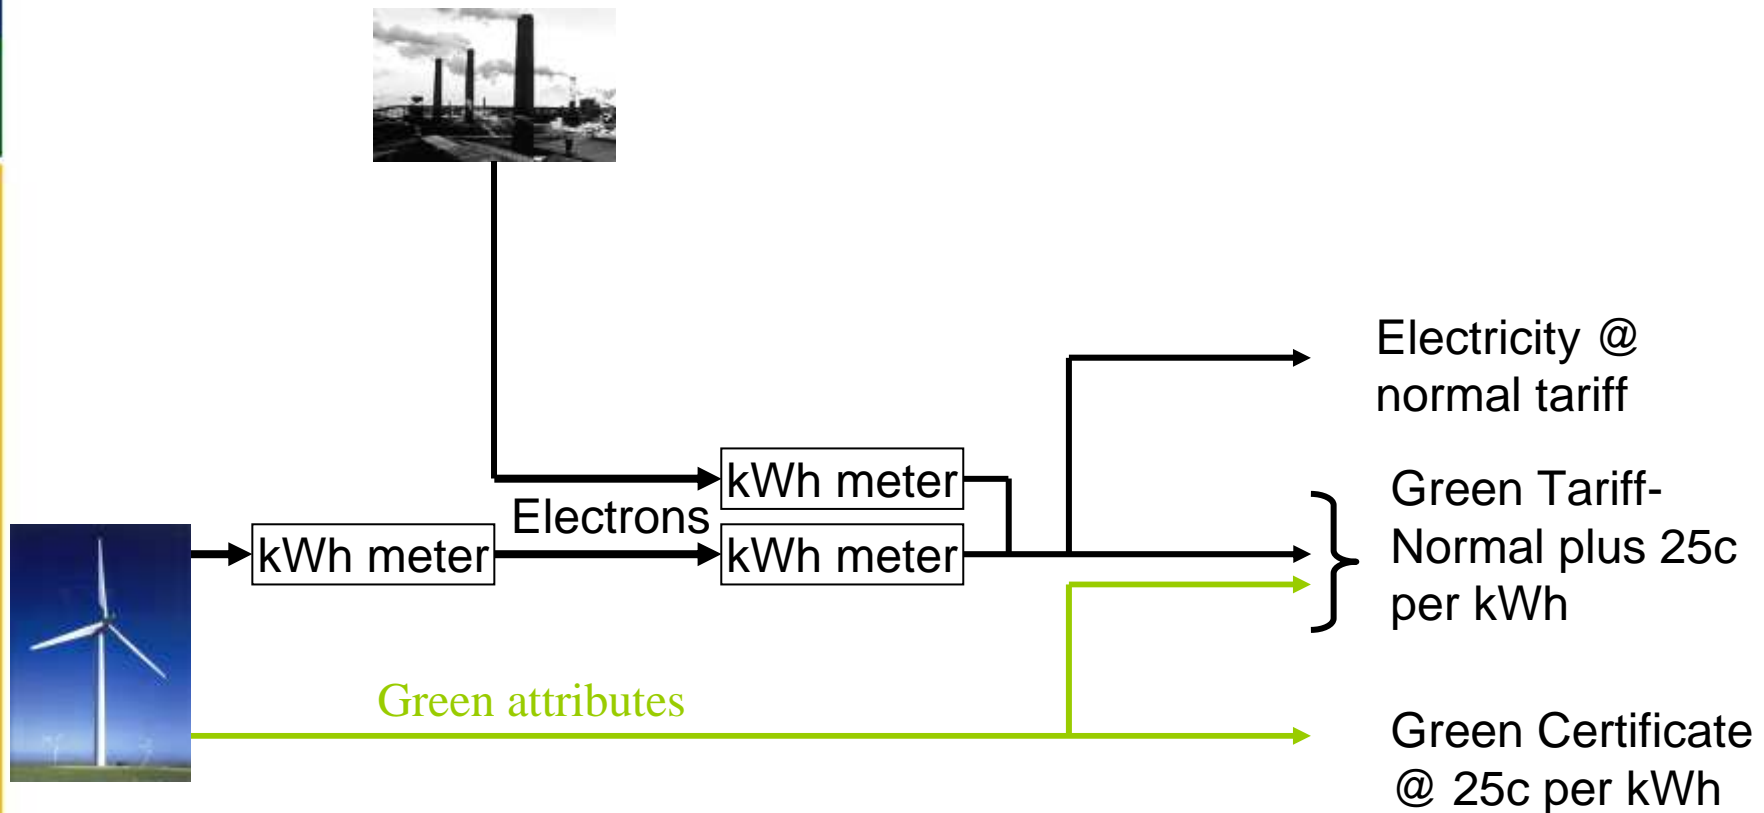 Electricity @
normal tariff
kWh meter
Electrons
kWh meter
kWh meter
Green Tariff-
Normal plus 25c
per kWh
Green attributes
Green Certificate
@ 25c per kWh